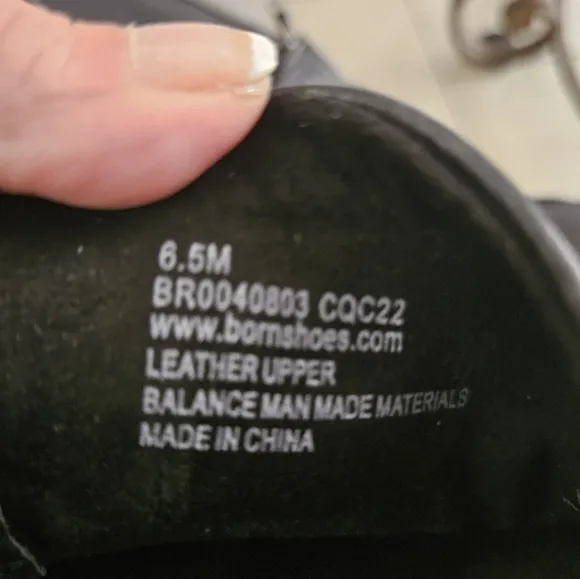 6.5M
BR0040803 CQC22
www.bornshoes.com
LEATHER UPPER
BALANCE MAN MADE MATERIALS
MADE IN CHINA